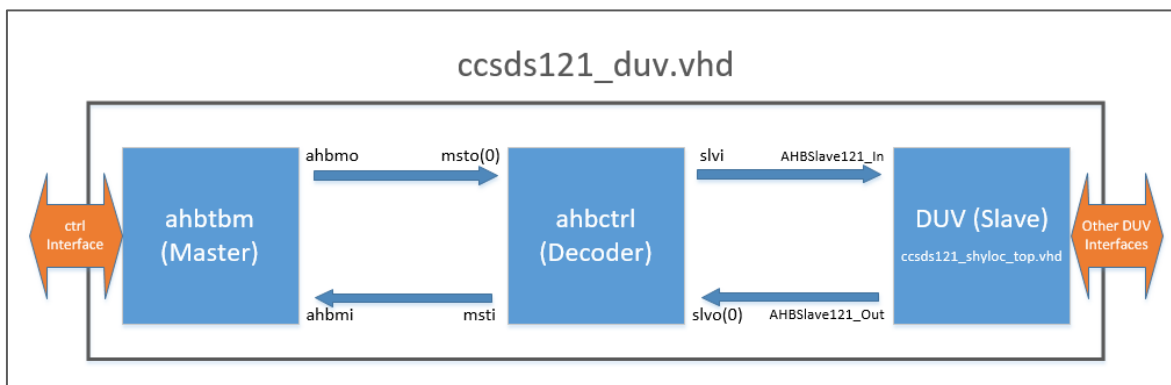 ccsds121_duv.vhd
ahbmo
msto(0)
slvi
AHBSlave121_In
ctrl
Interface
ahbtbm
(Master)
ahbctrl
(Decoder)
DUV (Slave)
ccsds121_shyloc_top.vhd
Other DUV
Interfaces
ahbmi
msti
slvo(0)
AHBSlave121_Out